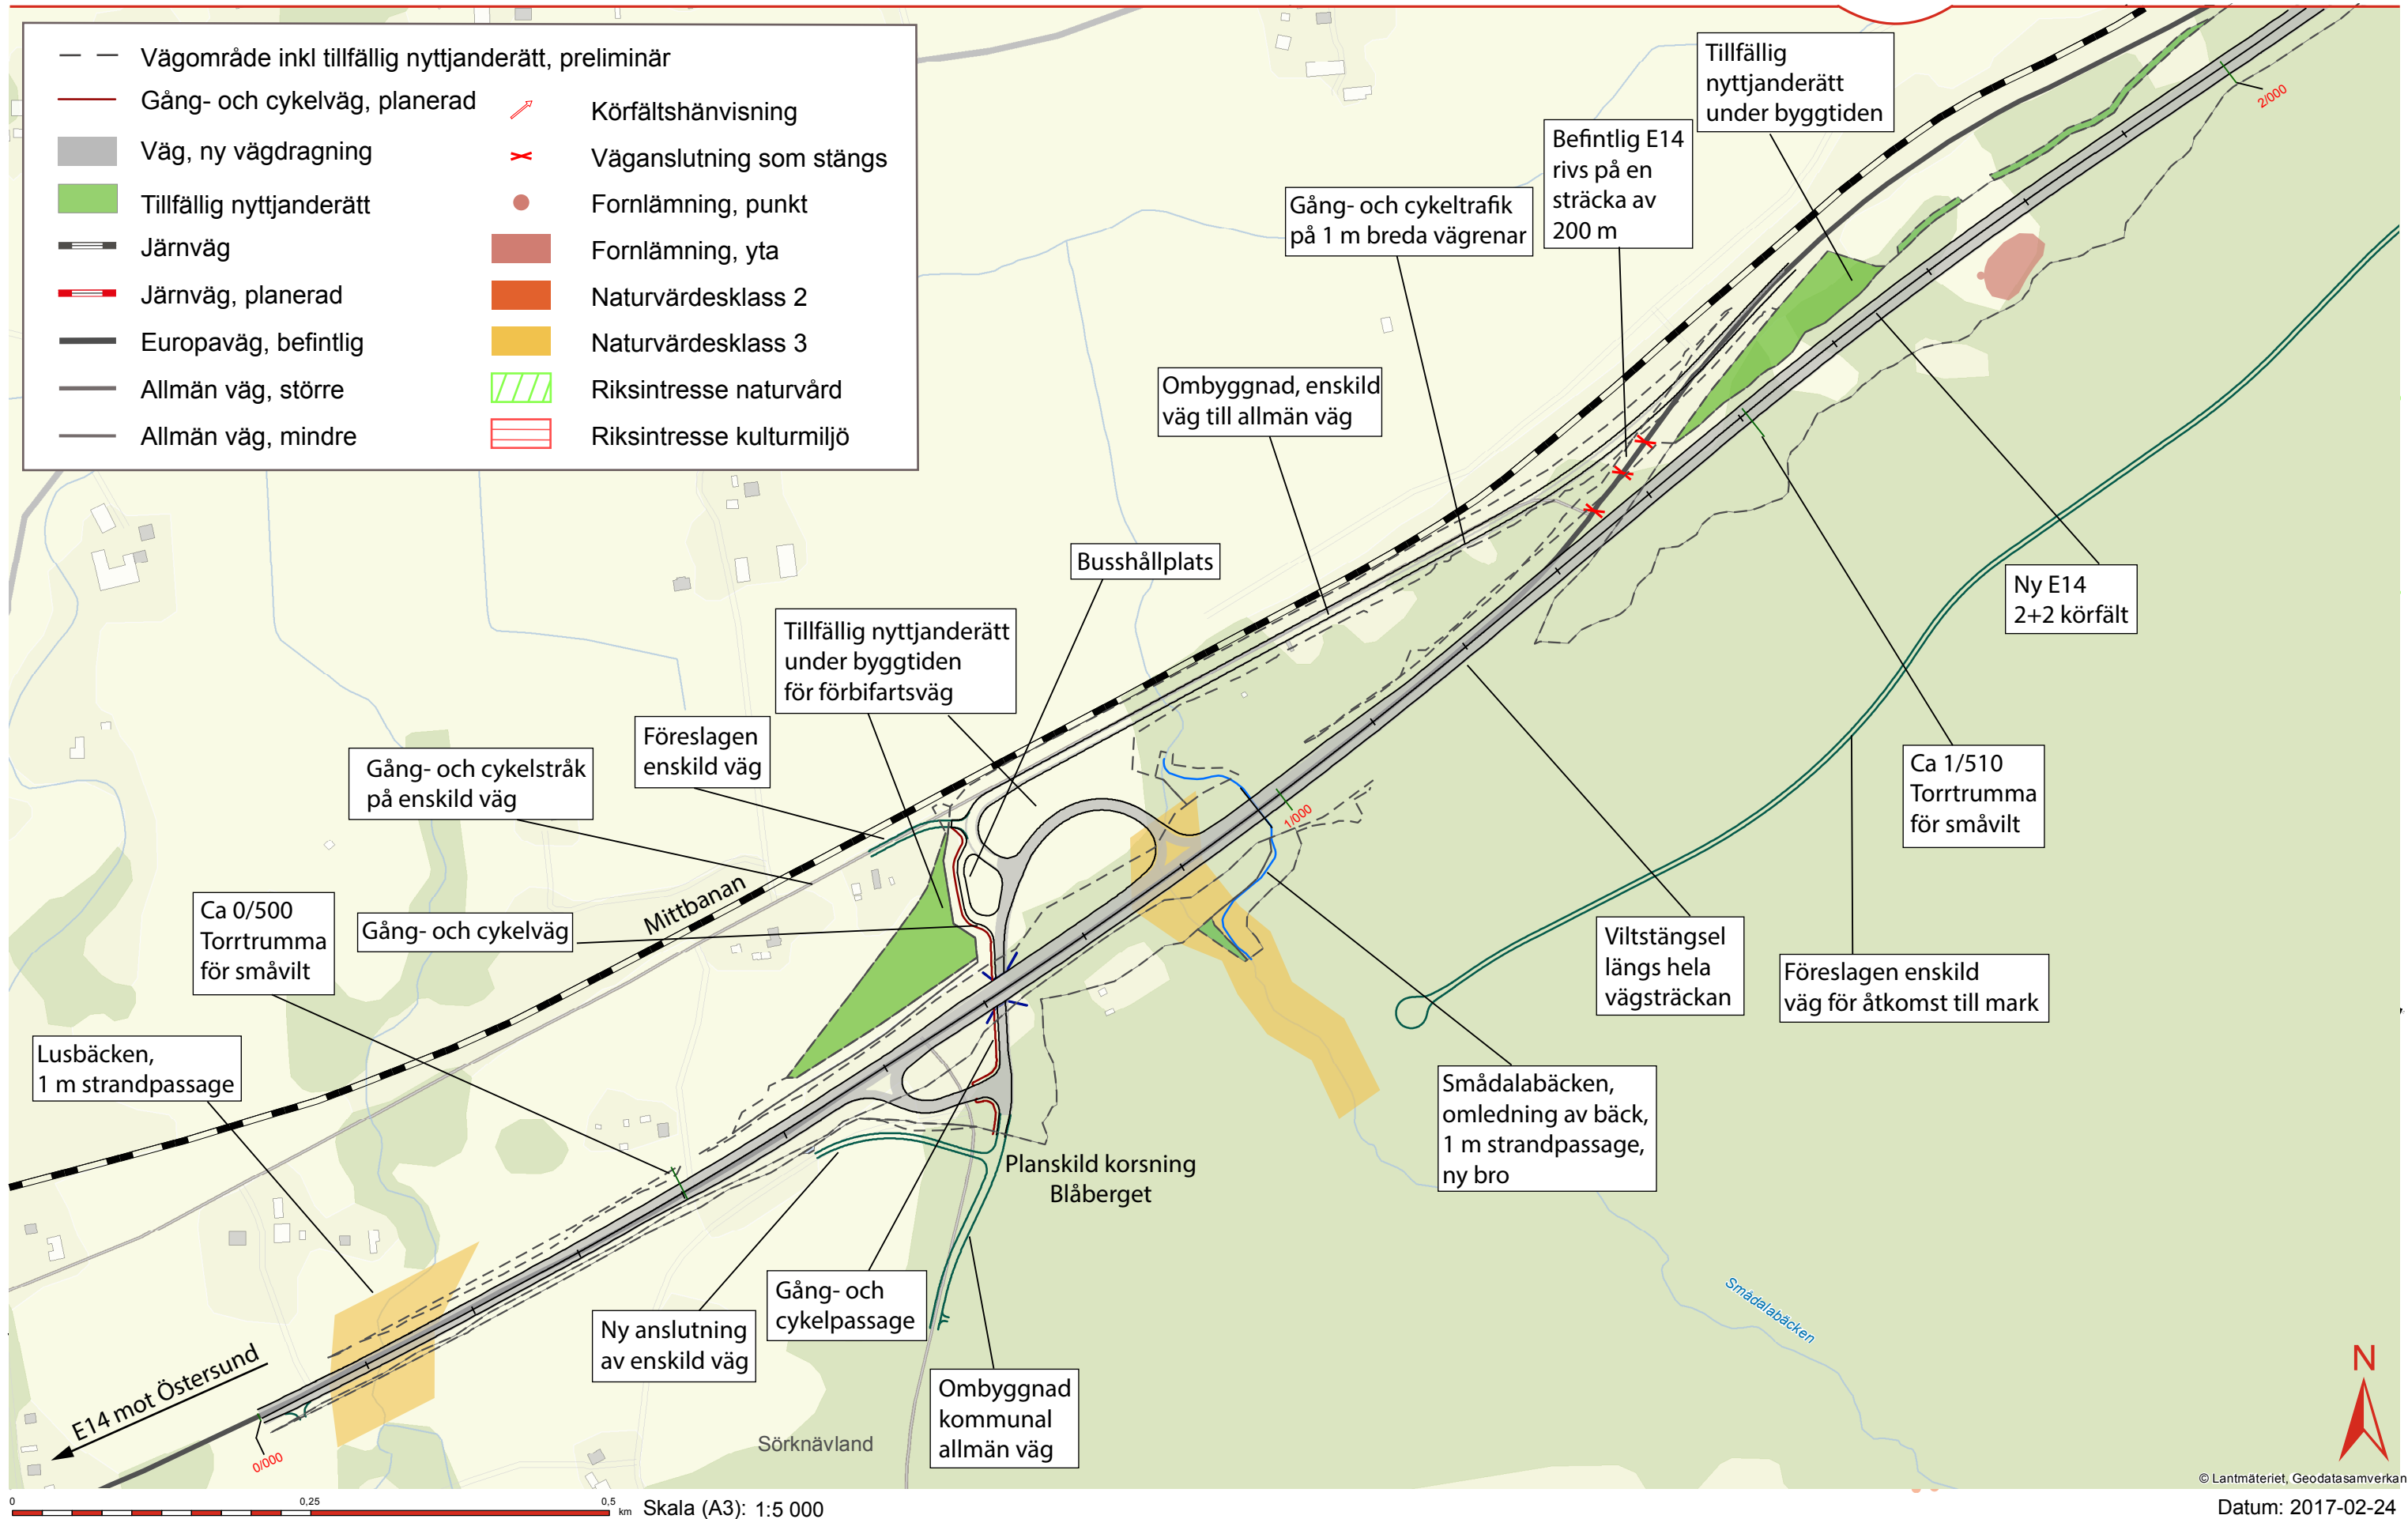 Vägområde inkl tillfällig nyttjanderätt, preliminär
Gång- och cykelväg, planerad
Väg, ny vägdragning
Tillfällig nyttjanderätt
Järnväg
Järnväg, planerad
Europaväg, befintlig
Allmän väg, större
Allmän väg, mindre
Körfältshänvisning
Väganslutning som stängs
Fornlämning, punkt
Fornlämning, yta
Naturvärdesklass 2
Naturvärdesklass 3
Riksintresse naturvård
Riksintresse kulturmiljö
Tillfällig
nyttjanderätt
under byggtiden
2/000
Befintlig E14
rivs på en
sträcka av
200 m
Gång- och cykeltrafik
på 1 m breda vägrenar
Ombyggnad, enskild
väg till allmän väg
Busshållplats
Ny E14
2+2 körfält
Tillfällig nyttjanderätt
under byggtiden
för förbifartsväg
Föreslagen
enskild väg
Gång- och cykelstråk
på enskild väg
Ca 1/510
Torrtrumma
för småvilt
1/000
Mittbanan
Ca 0/500
Torrtrumma
för småvilt
Gång- och cykelväg
Viltstängsel
längs hela
vägsträckan
Föreslagen enskild
väg för åtkomst till mark
Lusbäcken,
1 m strandpassage
Smådalabäcken,
omledning av bäck,
1 m strandpassage,
ny bro
Planskild korsning
Blåberget
Gång- och
cykelpassage
Ny anslutning
av enskild väg
Smådalabäcken
E14 mot Östersund
Ombyggnad
kommunal
allmän väg
0/000
Sörknävland
N
© Lantmäteriet, Geodatasamverkan
0 0,25 0,5 km Skala (A3): 1:5 000
Datum: 2017-02-24